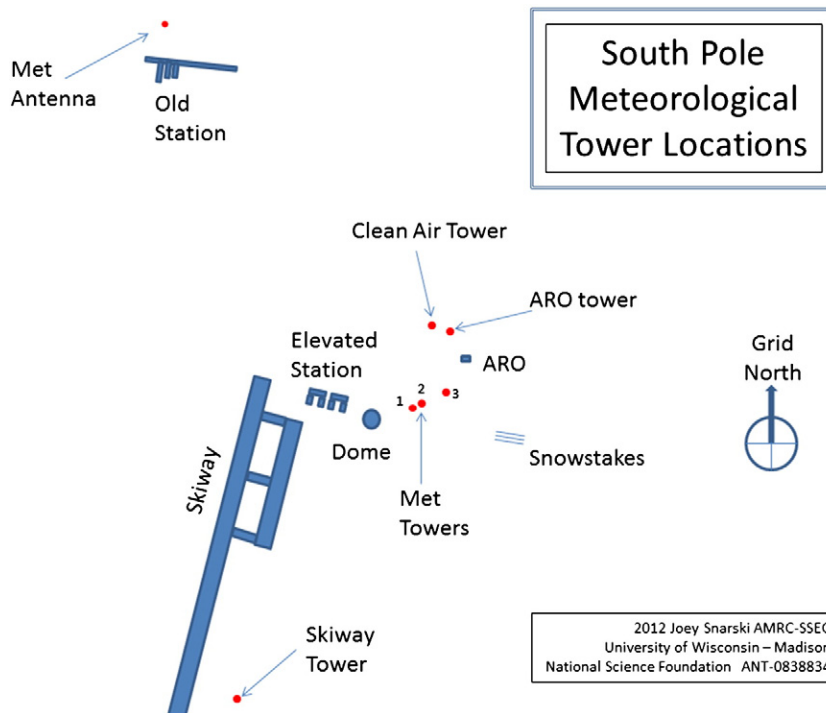 South Pole
Meteorological
Tower Locations
Met
Antenna
Old
Station
Clean Air Tower
ARO tower
Elevated
Station
ARO
Grid
North
1
2
3
Dome
Snowstakes
Skiway
Met
Towers
Skiway
Tower
2012 Joey Snarski AMRC-SSEC
University of Wisconsin – Madison
National Science Foundation ANT-0838834